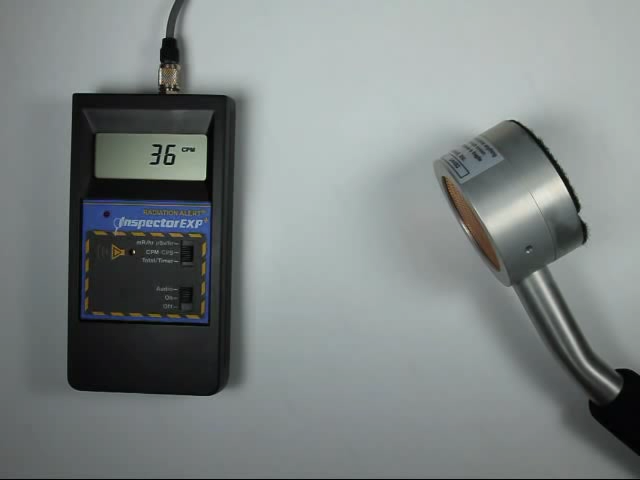 36 CPM
RADIATION ALERT®
InspectorEXP+
mR/hr µSv/hr
CPM-CPS
Total/Timer
Audio
On
Off